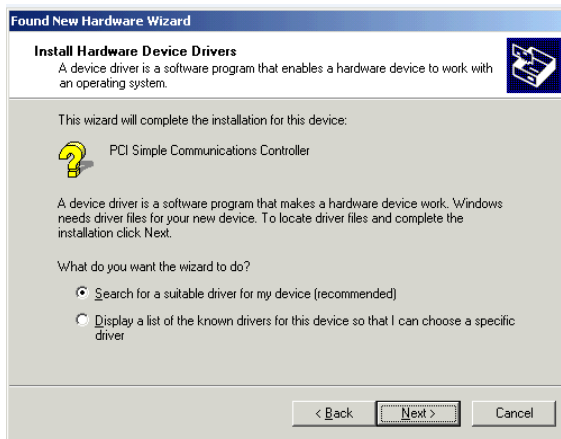 Found New Hardware Wizard
Install Hardware Device Drivers
A device driver is a software program that enables a hardware device to work with
an operating system.
This wizard will complete the installation for this device:
PCI Simple Communications Controller
A device driver is a software program that makes a hardware device work. Windows
needs driver files for your new device. To locate driver files and complete the
installation click Next.
What do you want the wizard to do?
Search for a suitable driver for my device (recommended)
Display a list of the known drivers for this device so that I can choose a specific
driver
< Back Next > Cancel